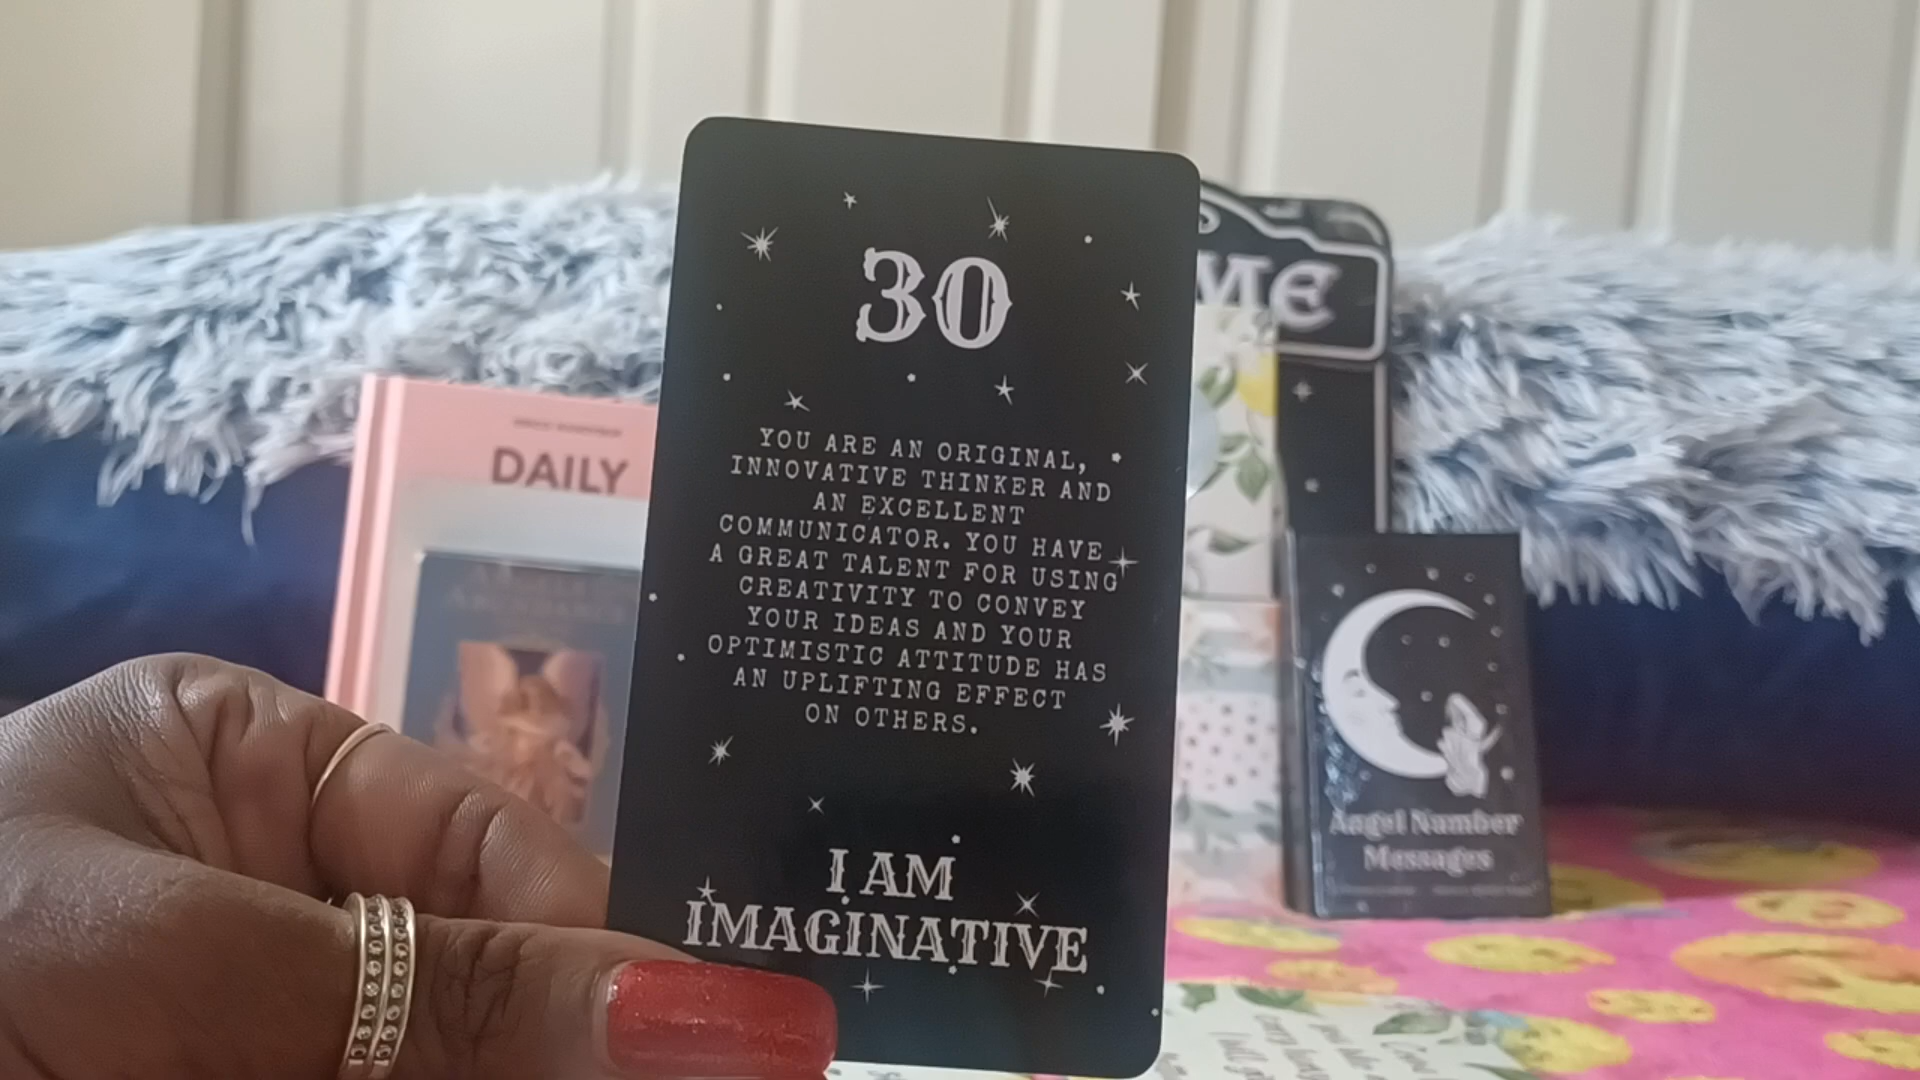 30
YOU ARE AN ORIGINAL,
INNOVATIVE THINKER AND
AN EXCELLENT
COMMUNICATOR. YOU HAVE
A GREAT TALENT FOR USING
CREATIVITY TO CONVEY
YOUR IDEAS AND YOUR
OPTIMISTIC ATTITUDE HAS
AN UPLIFTING EFFECT
ON OTHERS.
I AM
IMAGINATIVE
DAILY
ME
Angel Number
Messages